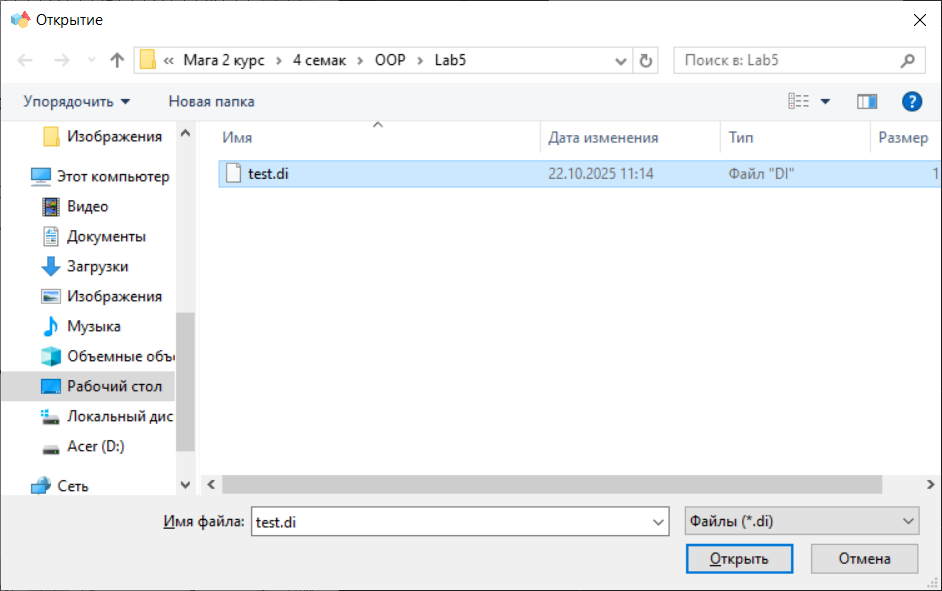 Открытие
« Мага 2 курс › 4 семак › ООР › Lab5
Поиск в: Lab5
Упорядочить
Новая папка
?
Имя
Дата изменения
Тип
Размер
test.di
22.10.2025 11:14
Файл "DI"
1
Изображения
Этот компьютер
Видео
Документы
Загрузки
Изображения
Музыка
Объемные объ
Рабочий стол
Локальный дис
Acer (D:)
Сеть
Имя файла:
test.di
Файлы (*.di)
Открыть
Отмена